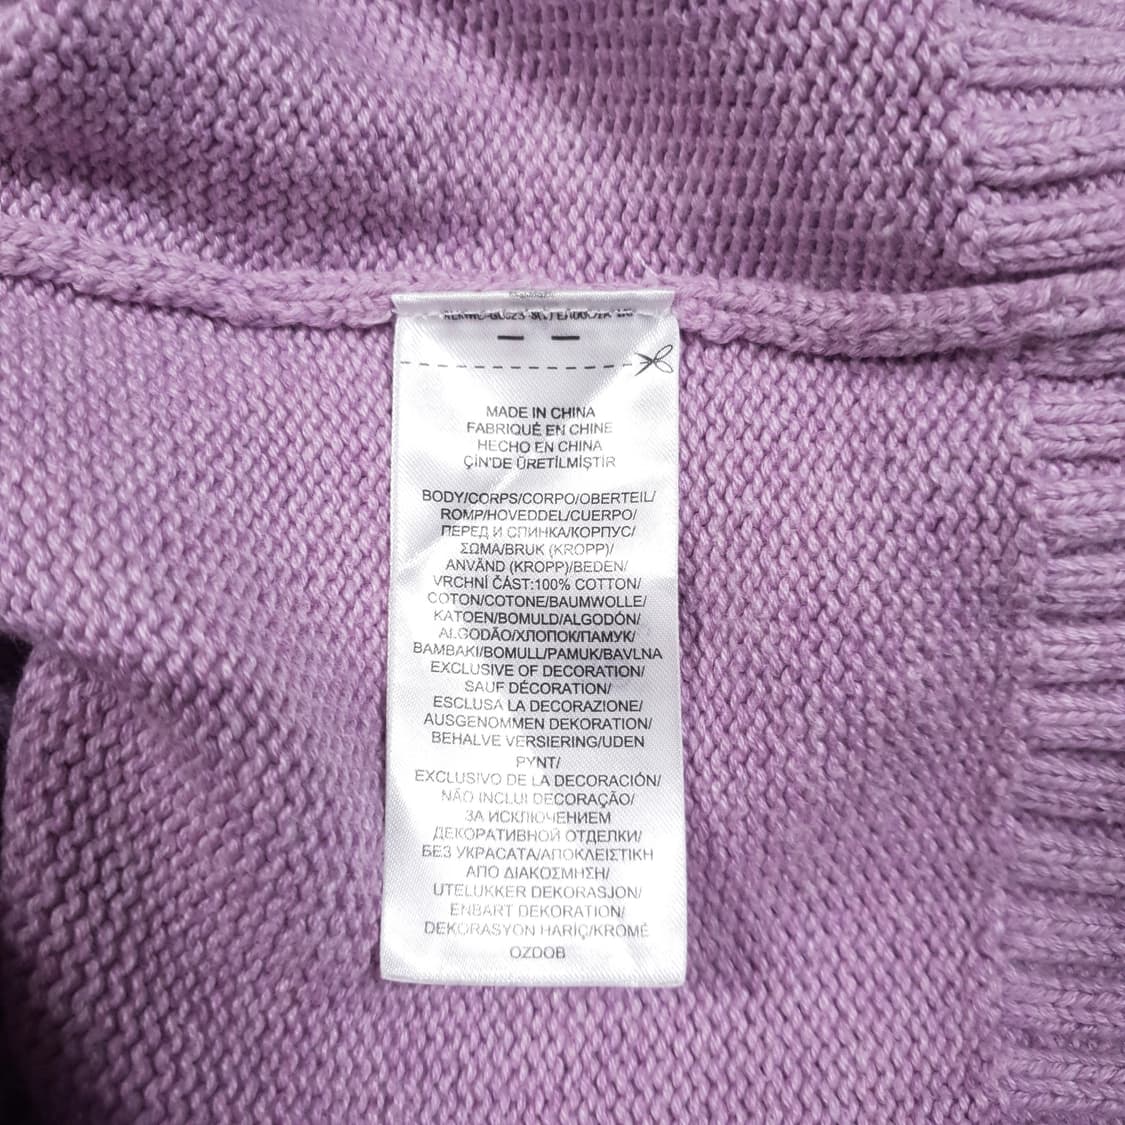 MADE IN CHINA
FABRIQUÉ EN CHINE
HECHO EN CHINA
ÇİN'DE ÜRETİLMİŞTİR
BODY/CORPS/CORPO/OBERTEIL/
ROMP/HOVEDDEL/CUERPO/
ПЕРЕД И СПИНКА/КОРПУС/
ΣΩΜΑ/BRUK (KROPP)/
ANVÄND (KROPP)/BEDEN/
VRCHNÍ ČÁST:100% COTTON/
COTON/COTONE/BAUMWOLLE/
KATOEN/BOMULD/ALGODÓN/
ALGODÃO/ХЛОПОК/ПАМУК/
BAMBAKI/BOMULL/PAMUK/BAVLNA
EXCLUSIVE OF DECORATION/
SAUF DÉCORATION/
ESCLUSA LA DECORAZIONE/
AUSGENOMMEN DEKORATION/
BEHALVE VERSIERING/UDEN
PYNT/
EXCLUSIVO DE LA DECORACIÓN/
NÃO INCLUI DECORAÇÃO/
ЗА ИСКЛЮЧЕНИЕМ
ДЕКОРАТИВНОЙ ОТДЕЛКИ/
БЕЗ УКРАСАТА/ΑΠΟΚΛΕΙΣΤΙΚΗ
ΑΠΟ ΔΙΑΚΟΣΜΗΣΗ/
UTELUKKER DEKORASJON/
ENBART DEKORATION/
DEKORASYON HARİÇ/KROMĚ
OZDOB